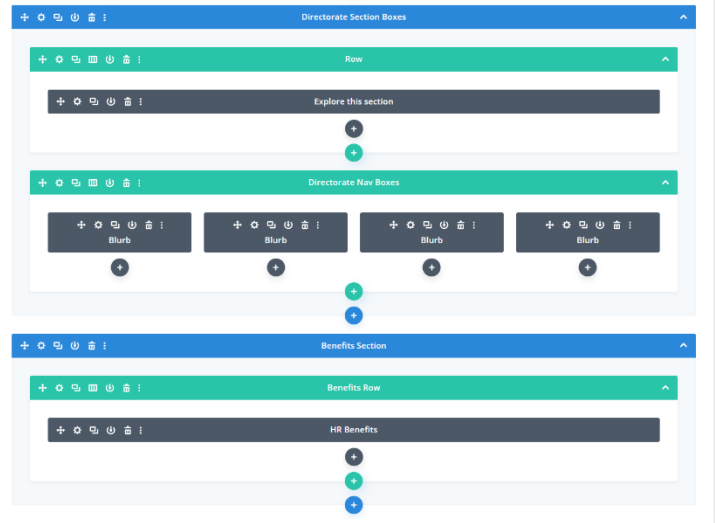 Directorate Section Boxes
Row
Explore this section
Directorate Nav Boxes
Blurb
Blurb
Blurb
Blurb
Benefits Section
Benefits Row
HR Benefits